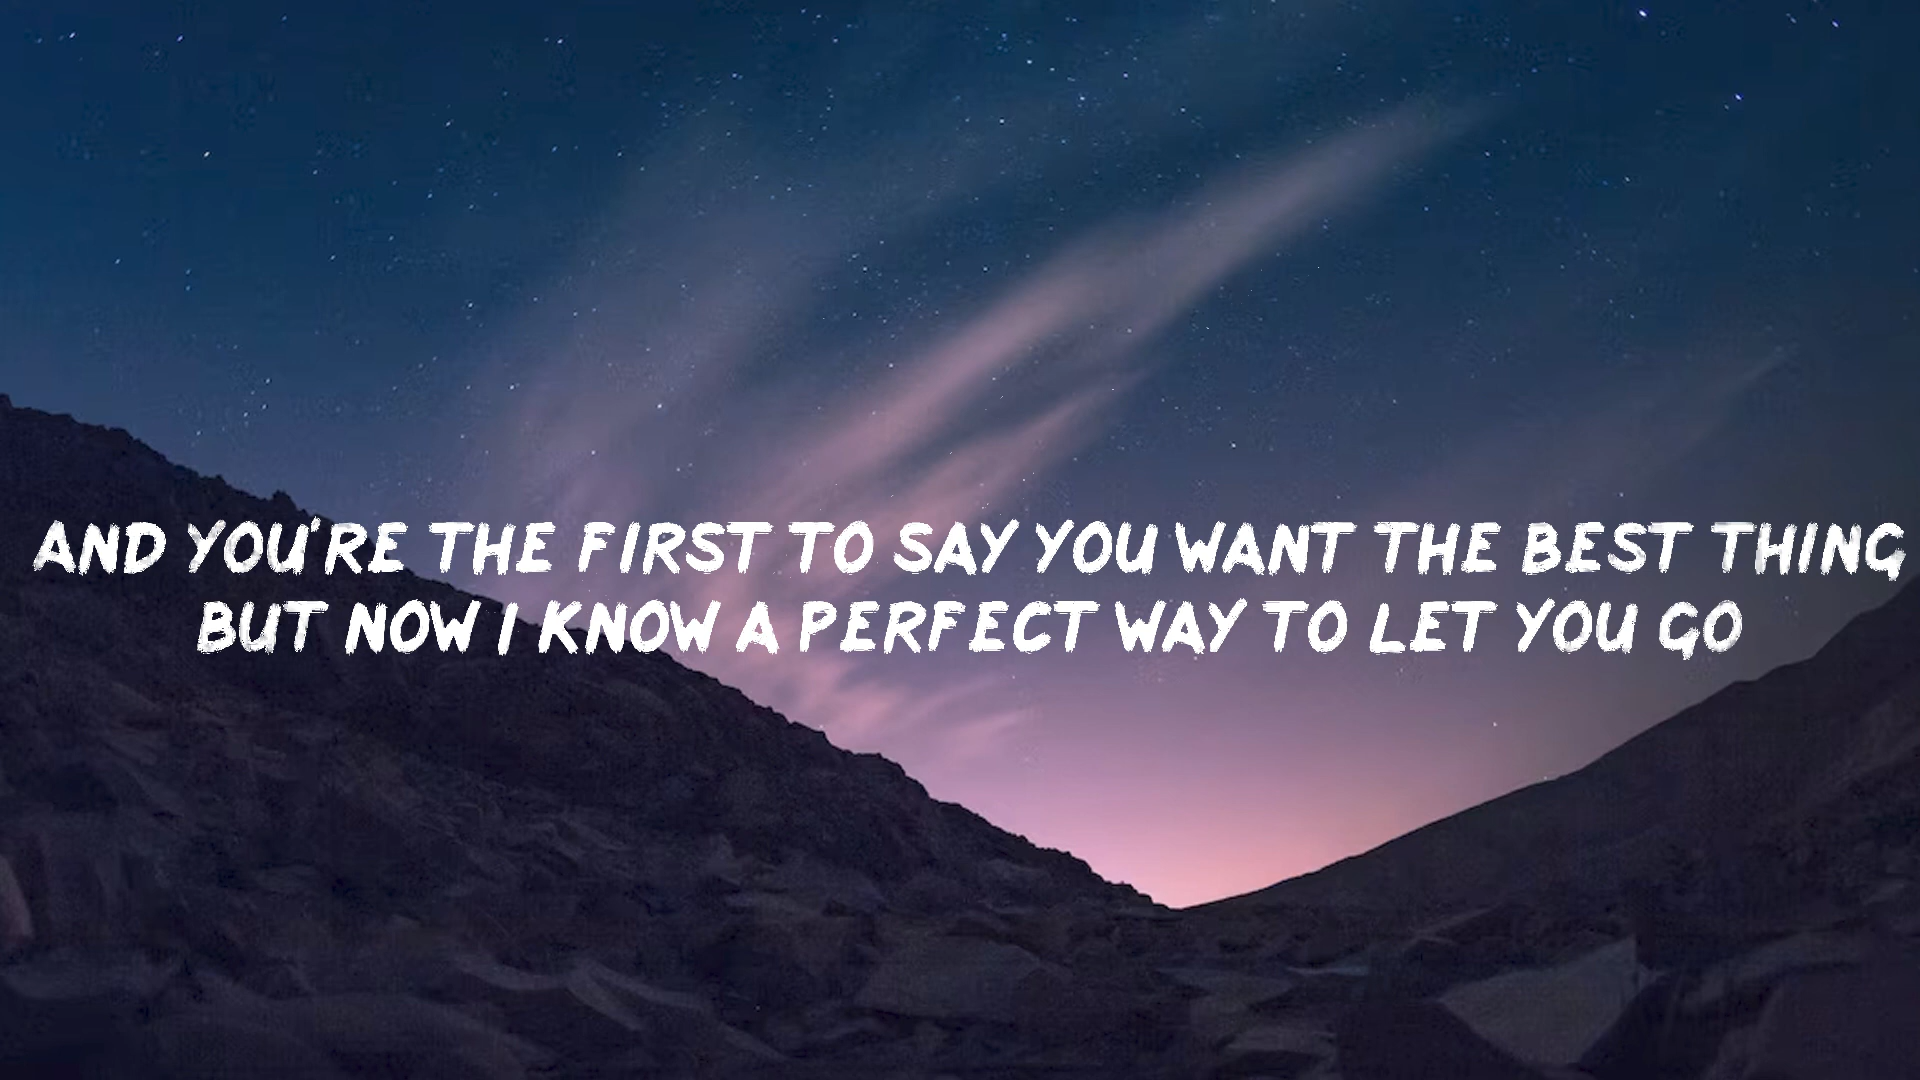 AND YOU'RE THE FIRST TO SAY YOU WANT THE BEST THING
BUT NOW I KNOW A PERFECT WAY TO LET YOU GO